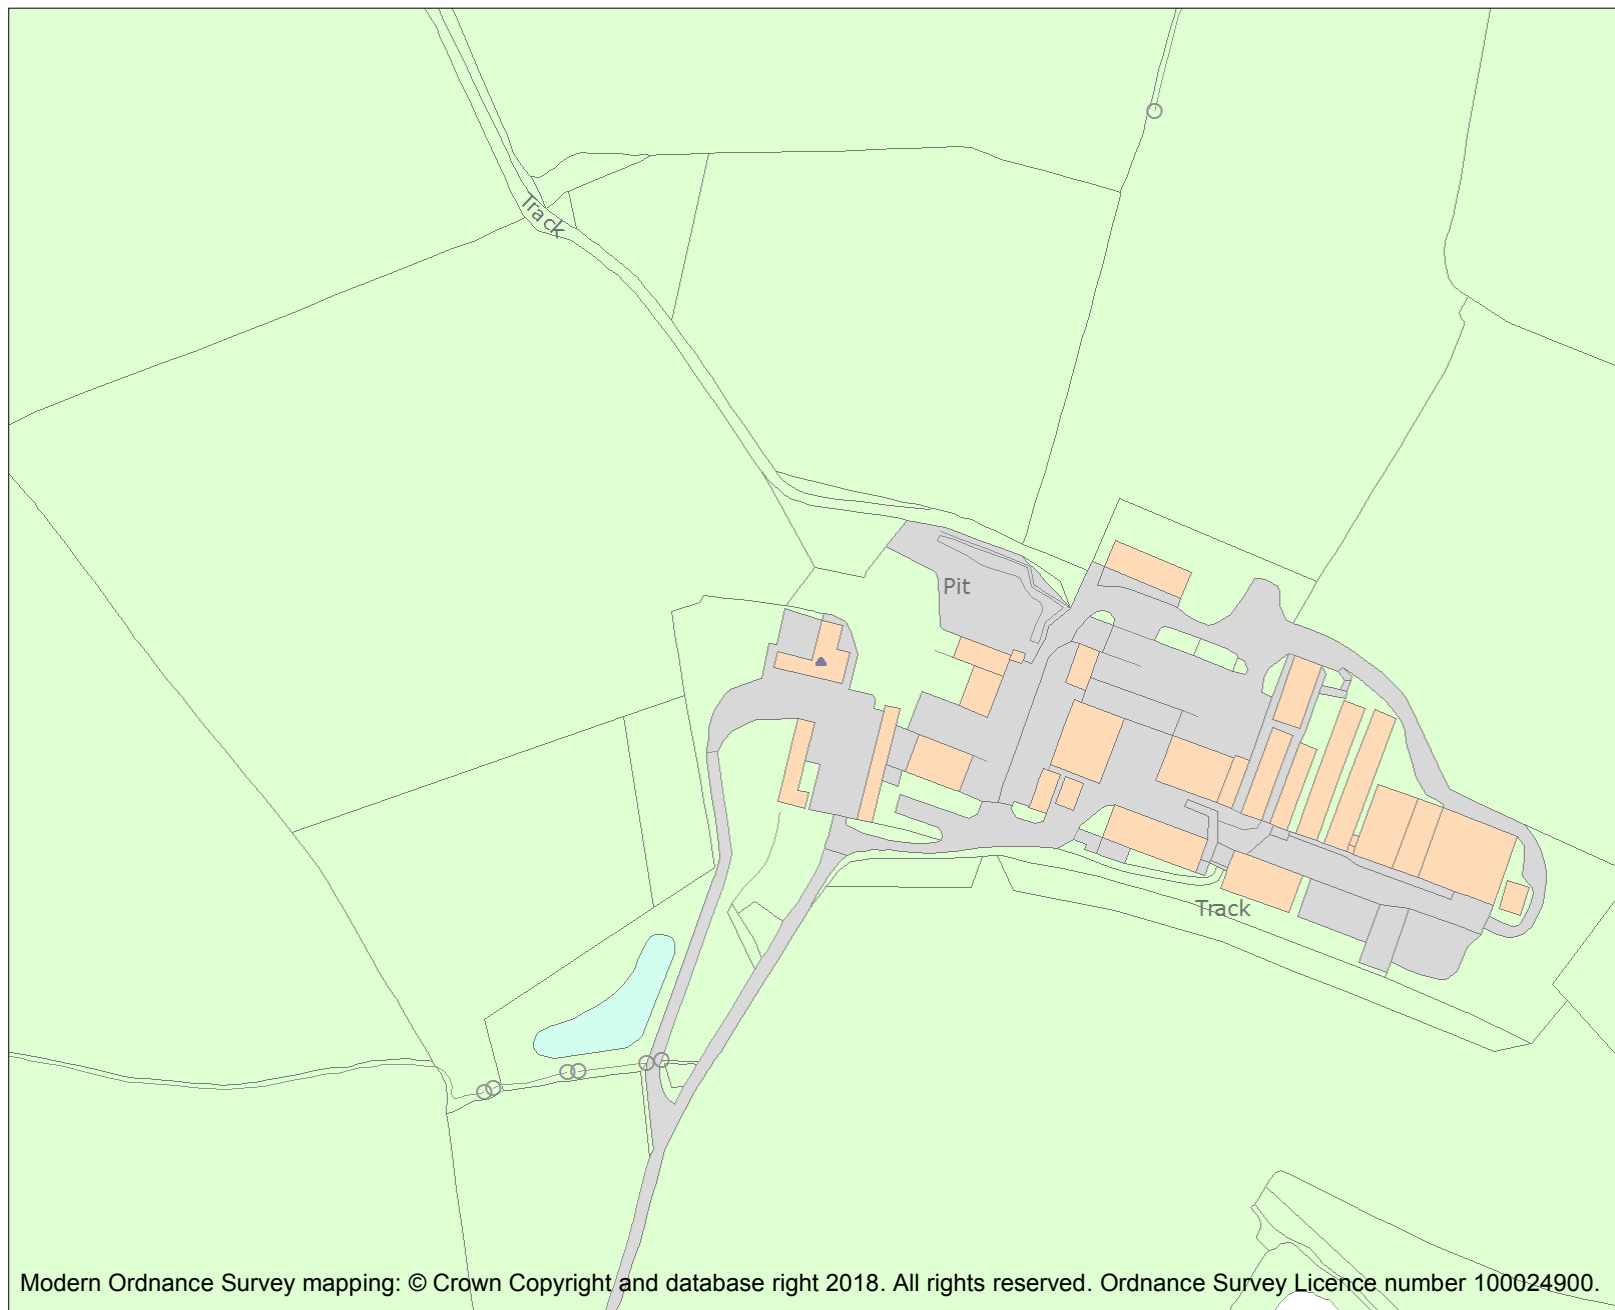 Track
Pit
Track
Modern Ordnance Survey mapping: © Crown Copyright and database right 2018. All rights reserved. Ordnance Survey Licence number 100024900.